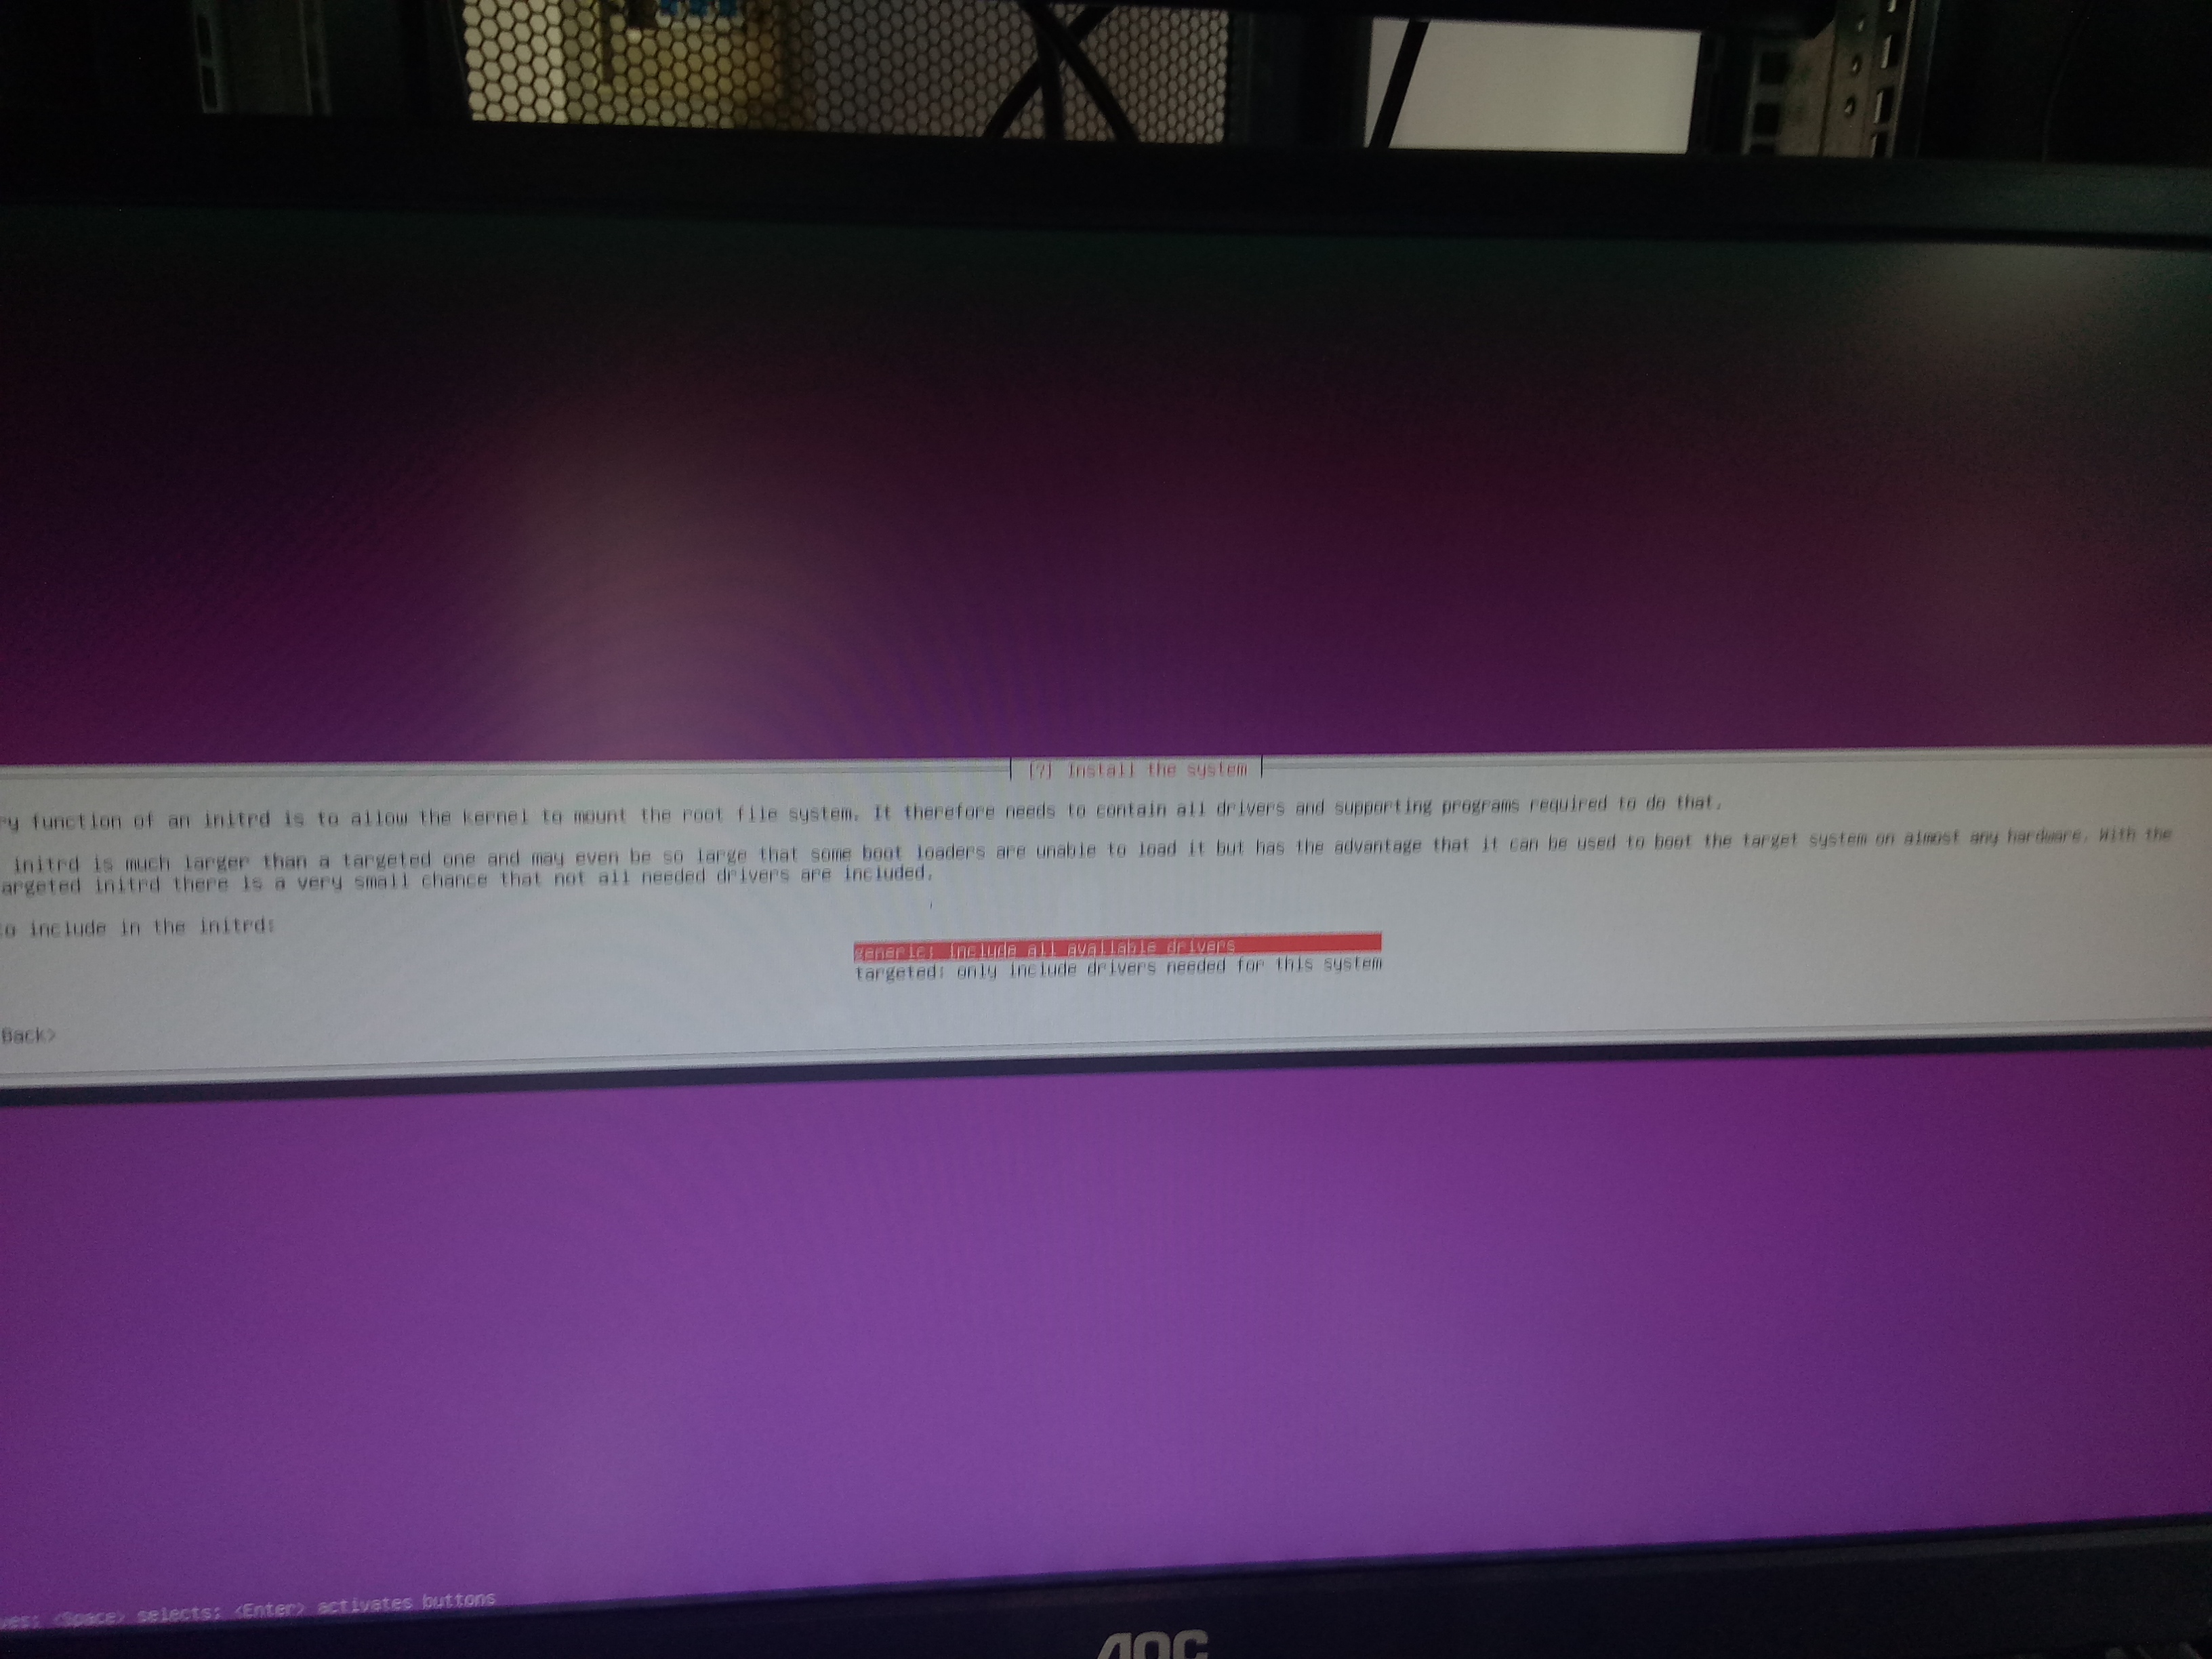 [?] Install the system
ry function of an initrd is to allow the kernel to mount the root file system. It therefore needs to contain all drivers and supporting programs required to do that.
initrd is much larger than a targeted one and may even be so large that some boot loaders are unable to load it but has the advantage that it can be used to boot the target system on almost any hardware. With the
argeted initrd there is a very small chance that not all needed drivers are included.
o include in the initrd:
generic: include all available drivers
targeted: only include drivers needed for this system
Back>
ves; <Space> selects; <Enter> activates buttons
AOC